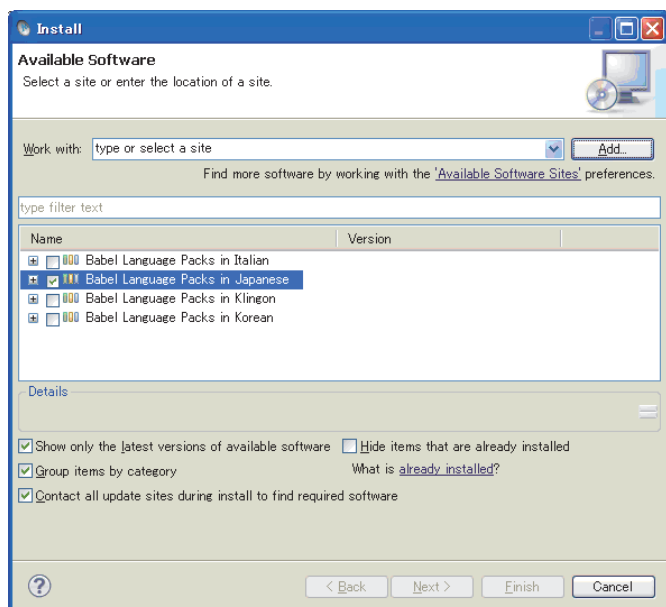 Install
Available Software
Select a site or enter the location of a site.
Work with: type or select a site Add...
Find more software by working with the 'Available Software Sites' preferences.
type filter text
Name Version
Babel Language Packs in Italian
Babel Language Packs in Japanese
Babel Language Packs in Klingon
Babel Language Packs in Korean
Details
Show only the latest versions of available software Hide items that are already installed
Group items by category What is already installed?
Contact all update sites during install to find required software
? < Back Next > Finish Cancel